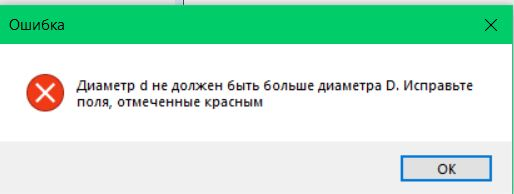 Ошибка
Диаметр d не должен быть больше диаметра D. Исправьте
поля, отмеченные красным
OK